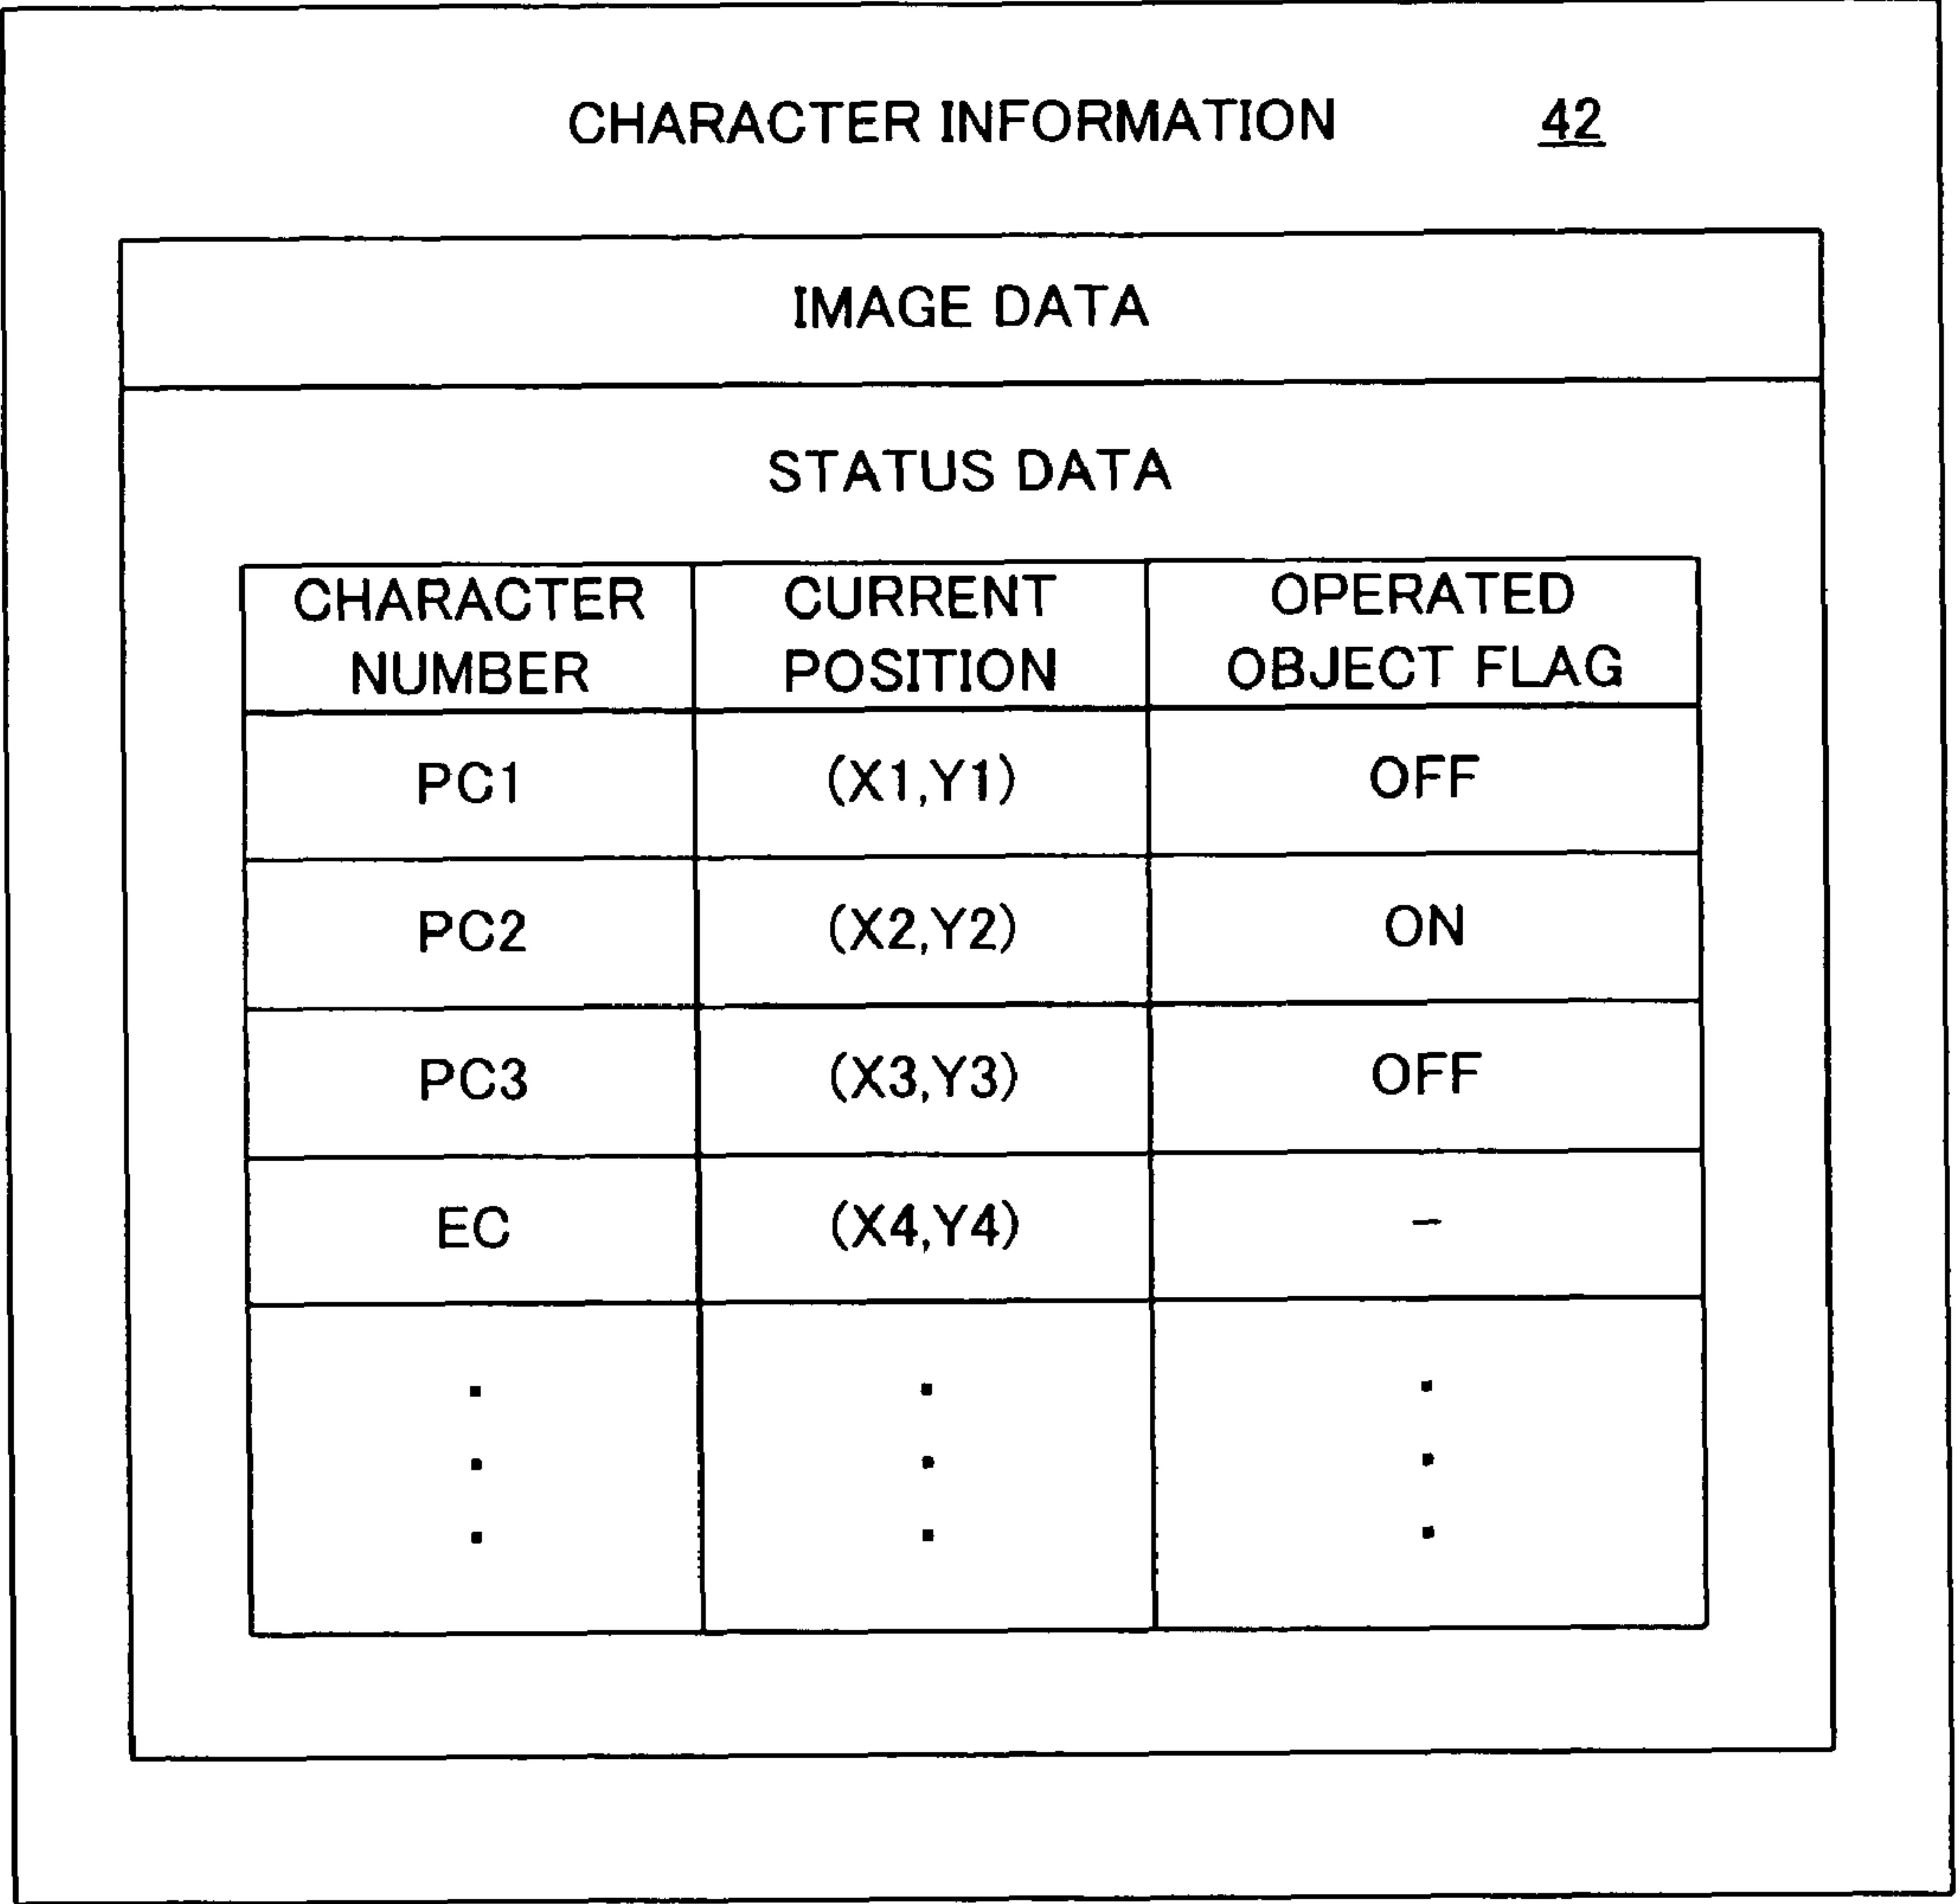 CHARACTER INFORMATION 42
IMAGE DATA
STATUS DATA
CHARACTER NUMBER CURRENT POSITION OPERATED OBJECT FLAG
PC1 (X1,Y1) OFF
PC2 (X2,Y2) ON
PC3 (X3,Y3) OFF
EC (X4,Y4) –